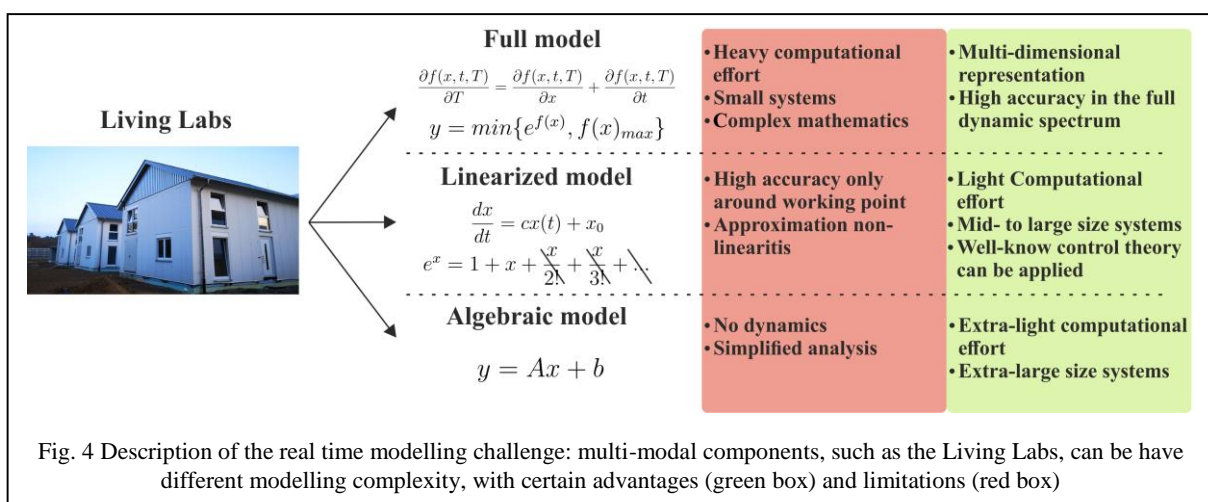 Living Labs
Full model
∂f(x, t, T)/∂T = ∂f(x, t, T)/∂x + ∂f(x, t, T)/∂t
y = min{e^{f(x)}, f(x)_{max}}
• Heavy computational
effort
• Small systems
• Complex mathematics
• Multi-dimensional
representation
• High accuracy in the full
dynamic spectrum
Linearized model
dx/dt = cx(t) + x_0
e^x = 1 + x + x/2! + x/3! + ...
• High accuracy only
around working point
• Approximation non-
linearitis
• Light Computational
effort
• Mid- to large size systems
• Well-know control theory
can be applied
Algebraic model
y = Ax + b
• No dynamics
• Simplified analysis
• Extra-light computational
effort
• Extra-large size systems
Fig. 4 Description of the real time modelling challenge: multi-modal components, such as the Living Labs, can be have
different modelling complexity, with certain advantages (green box) and limitations (red box)